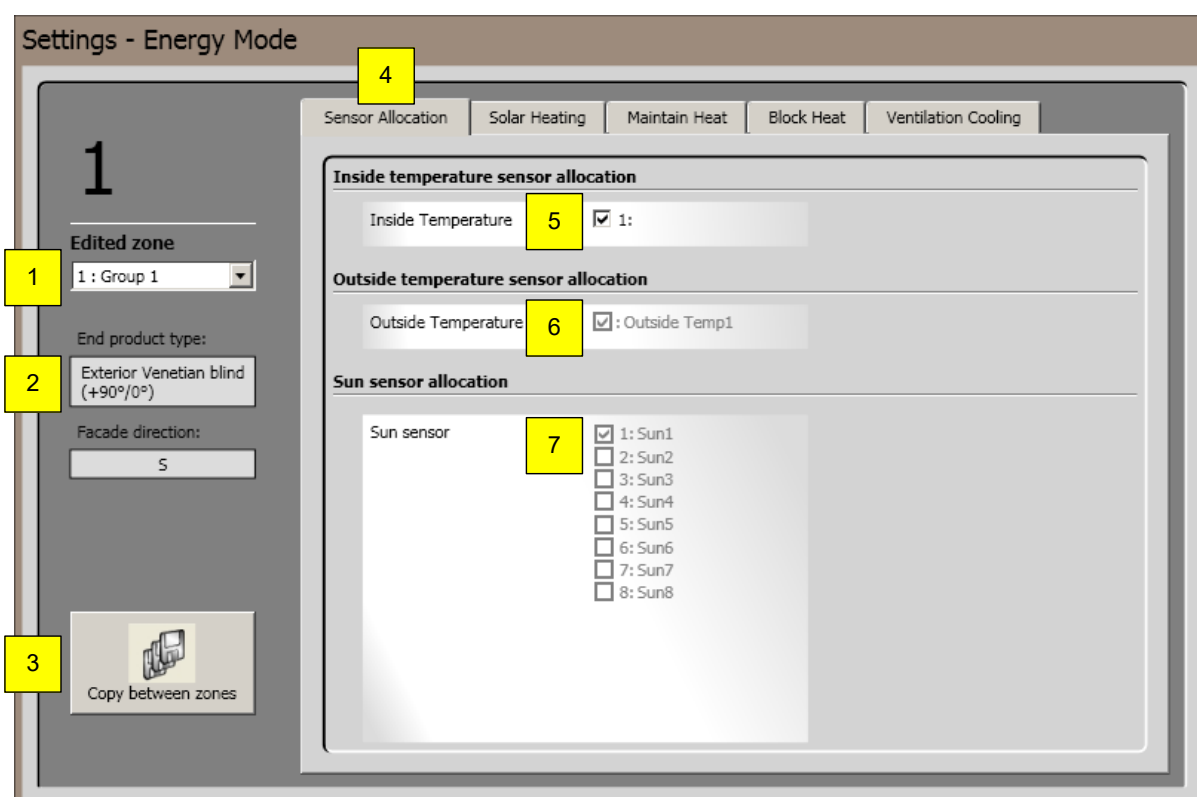 Settings - Energy Mode
4
Sensor Allocation Solar Heating Maintain Heat Block Heat Ventilation Cooling
1
Edited zone
1
1 : Group 1
End product type:
2
Exterior Venetian blind
(+90°/0°)
Facade direction:
S
3
Copy between zones
Inside temperature sensor allocation
Inside Temperature 5 1:
Outside temperature sensor allocation
Outside Temperature 6 : Outside Temp1
Sun sensor allocation
Sun sensor 7 1: Sun1
2: Sun2
3: Sun3
4: Sun4
5: Sun5
6: Sun6
7: Sun7
8: Sun8